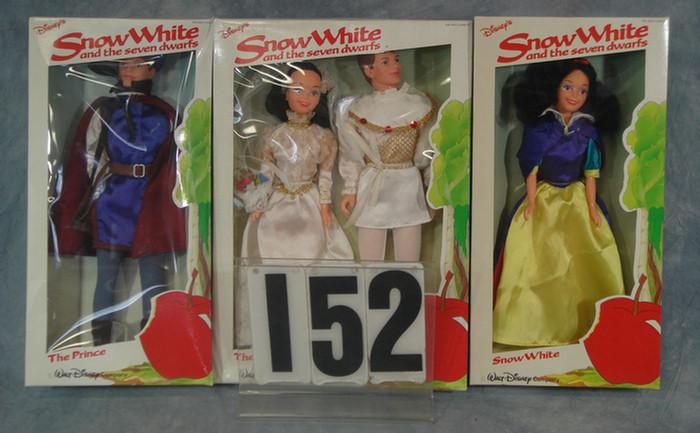 Disney's
Snow White
and the seven dwarfs
The Prince
Walt Disney Company
Disney's
Snow White
and the seven dwarfs
The
152
Disney's
Snow White
and the seven dwarfs
Snow White
© Walt Disney Company